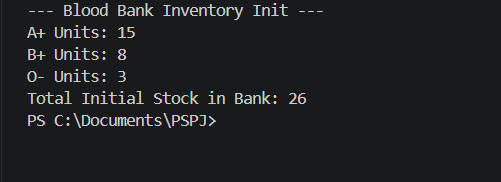 --- Blood Bank Inventory Init ---
A+ Units: 15
B+ Units: 8
O- Units: 3
Total Initial Stock in Bank: 26
PS C:\Documents\PSPJ>